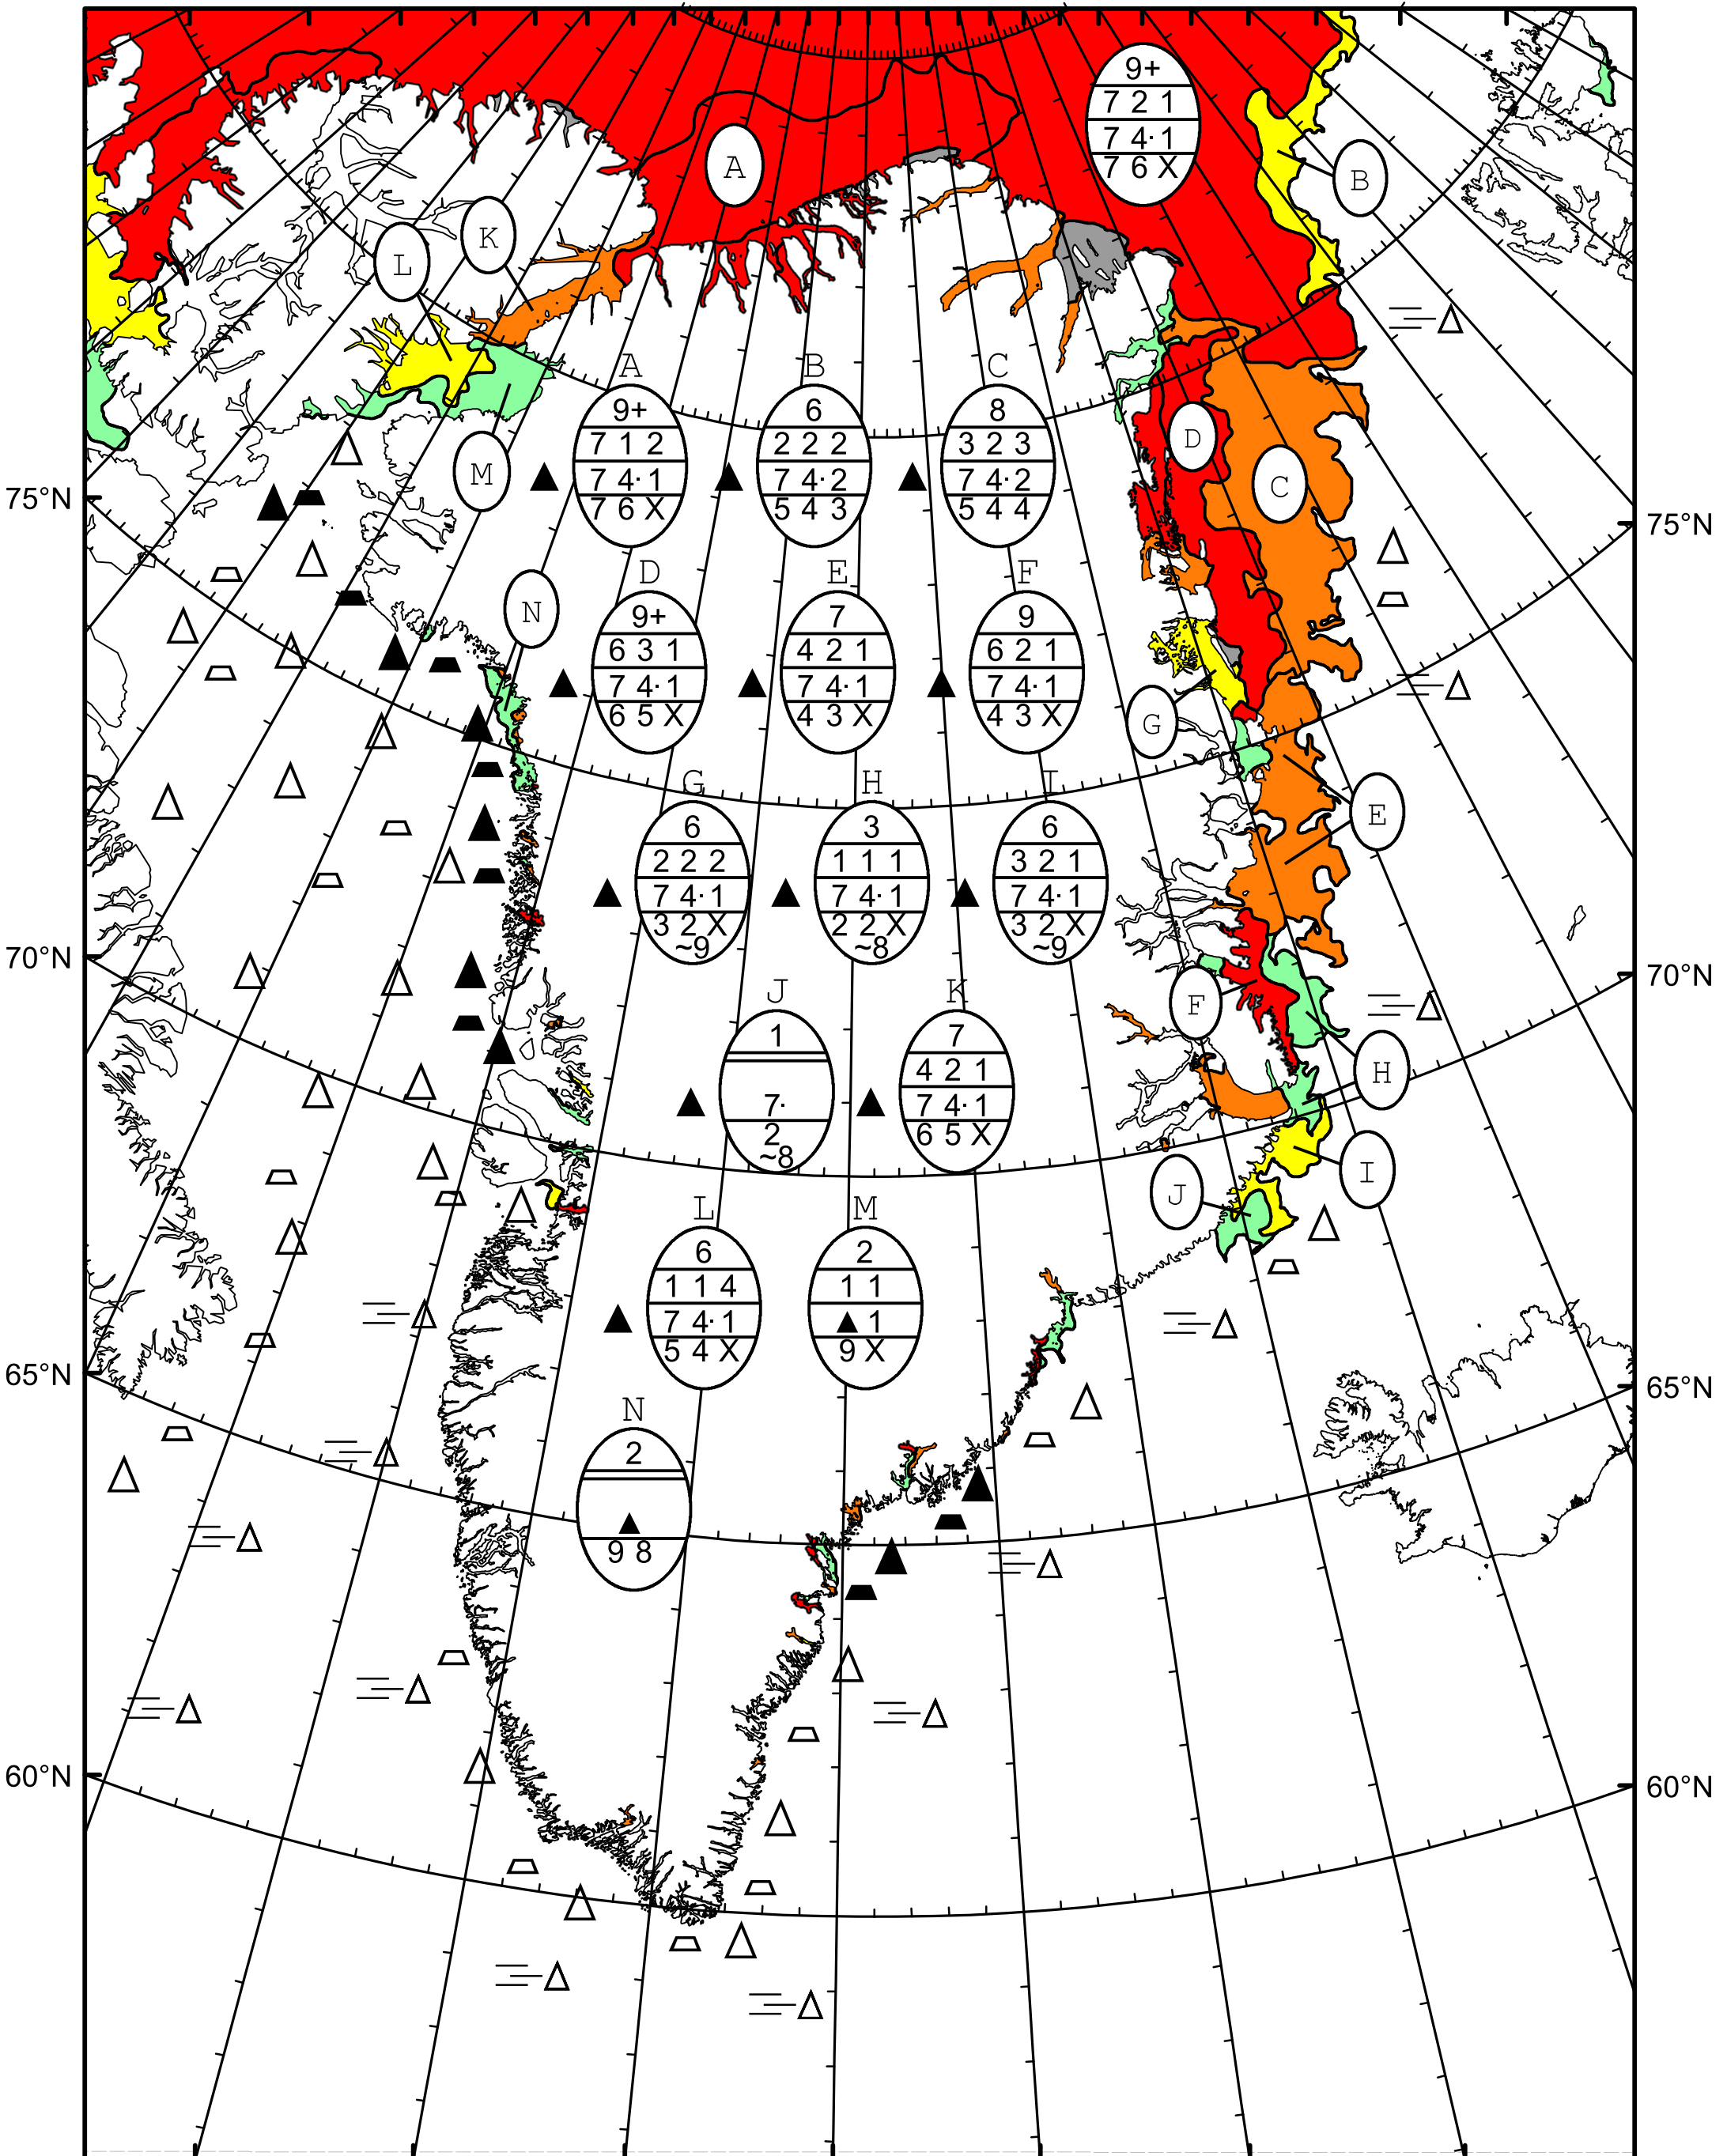 9+
7 2 1
7 4· 1
7 6 X
A
B
K
L
A
B
C
9+
6
8
7 1 2
2 2 2
3 2 3
7 4· 1
7 4· 2
7 4· 2
7 6 X
5 4 3
5 4 4
D
C
M
75°N
75°N
D
E
F
N
9+
7
9
6 3 1
4 2 1
6 2 1
7 4· 1
7 4· 1
7 4· 1
6 5 X
4 3 X
4 3 X
G
G
H
I
E
6
3
6
2 2 2
1 1 1
3 2 1
7 4· 1
7 4· 1
7 4· 1
3 2 X
2 2 X
3 2 X
~9
~8
~9
70°N
70°N
J
K
F
1
7
4 2 1
H
7·
7 4· 1
2
6 5 X
~8
I
J
L
M
6
2
1 1 4
1 1
7 4· 1
▲ 1
5 4 X
9 X
65°N
65°N
N
2
▲
9 8
60°N
60°N